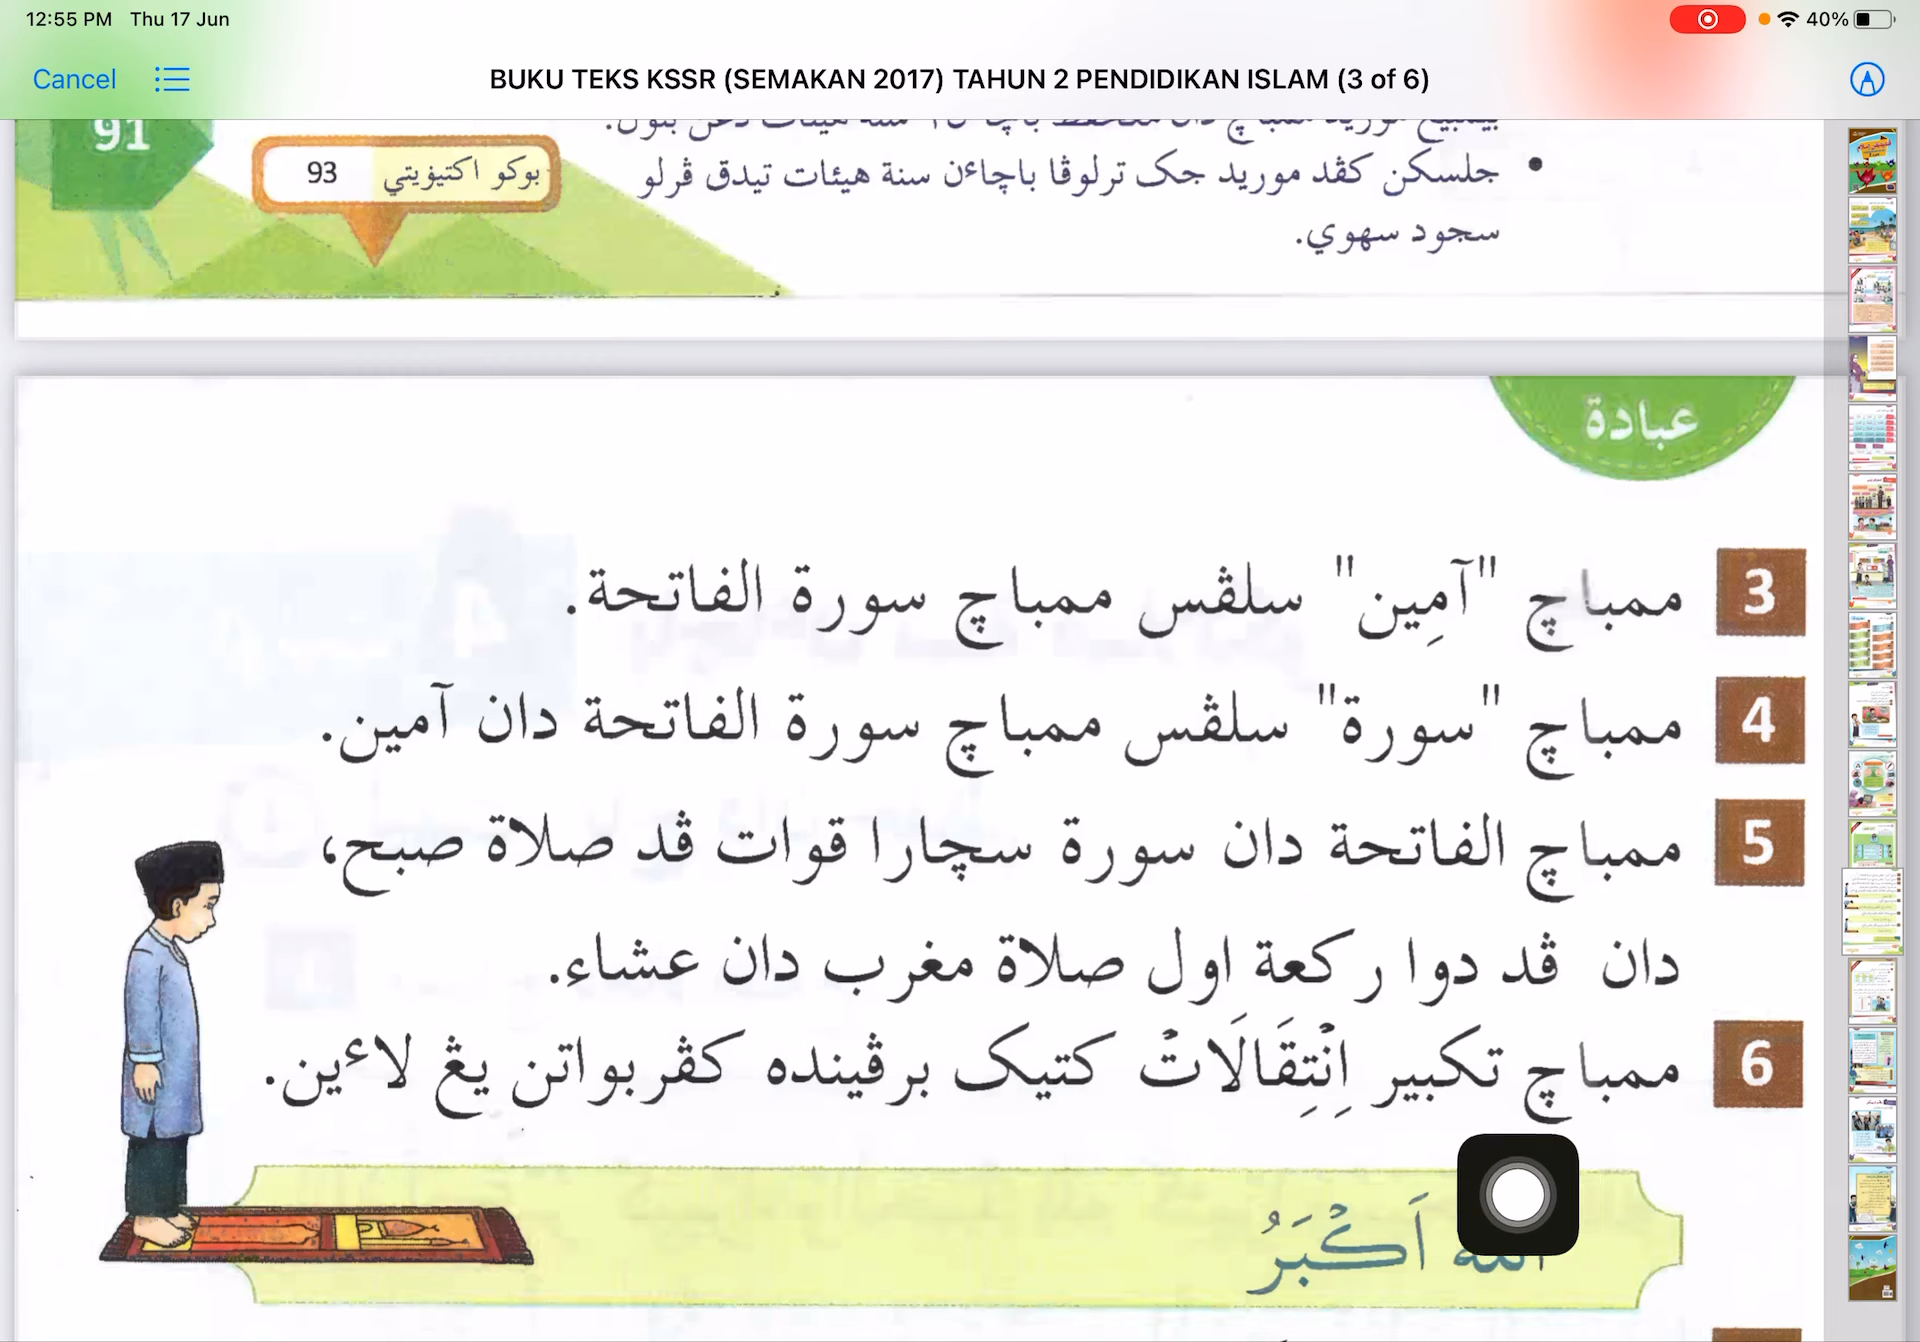 12:55 PM Thu 17 Jun
40%
Cancel
BUKU TEKS KSSR (SEMAKAN 2017) TAHUN 2 PENDIDIKAN ISLAM (3 of 6)
91
بوكو اکتيۏيتي 93
• جلسکن کڤد موريد جک ترلوڤا باچاءن سنة هيئات تيدق ڤرلو
سجود سهوي.
عبادة
3 ممباچ "آمِين" سلڤس ممباچ سورة الفاتحة.
4 ممباچ "سورة" سلڤس ممباچ سورة الفاتحة دان آمين.
5 ممباچ الفاتحة دان سورة سچارا قوات ڤد صلاة صبح،
دان ڤد دوا رکعة اول صلاة مغرب دان عشاء.
6 ممباچ تکبير اِنْتِقَالَاتْ کتيک برڤينده کڤربواتن يڠ لاءين.
اَكْبَرُ